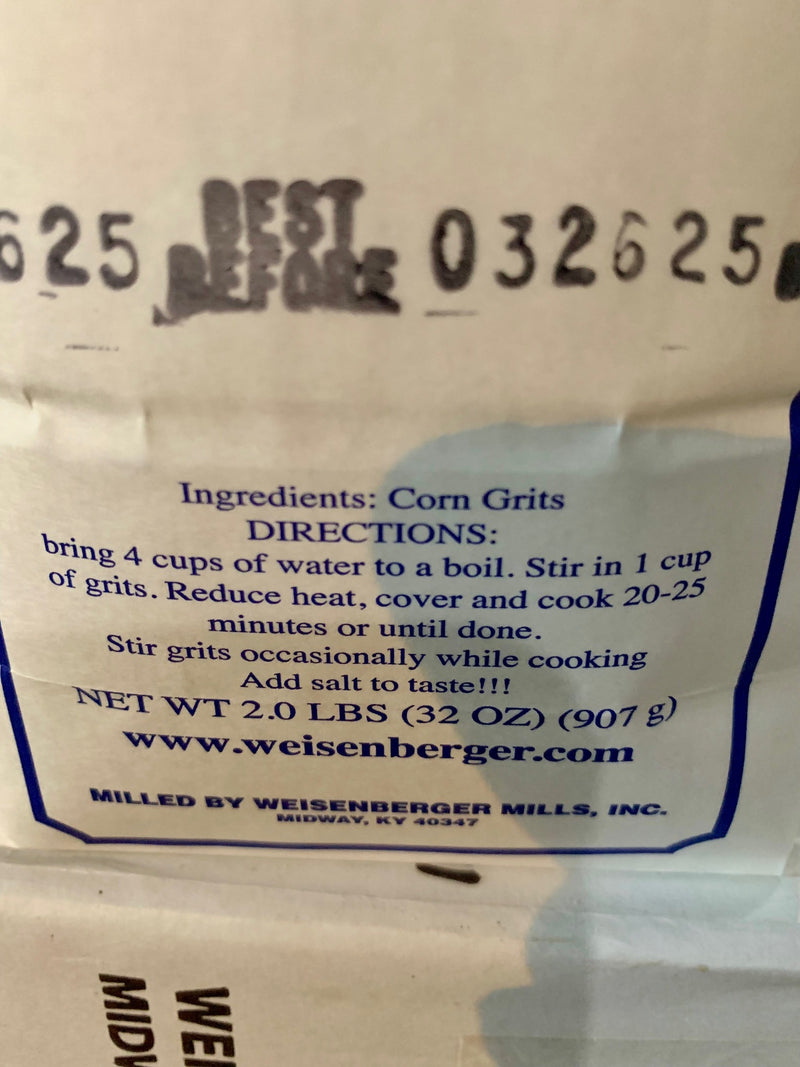 625 BEST BEFORE 032625
Ingredients: Corn Grits
DIRECTIONS:
bring 4 cups of water to a boil. Stir in 1 cup
of grits. Reduce heat, cover and cook 20-25
minutes or until done.
Stir grits occasionally while cooking
Add salt to taste!!!
NET WT 2.0 LBS (32 OZ) (907 g)
www.weisenberger.com
MILLED BY WEISENBERGER MILLS, INC.
MIDWAY, KY 40347
WEI
MIDW